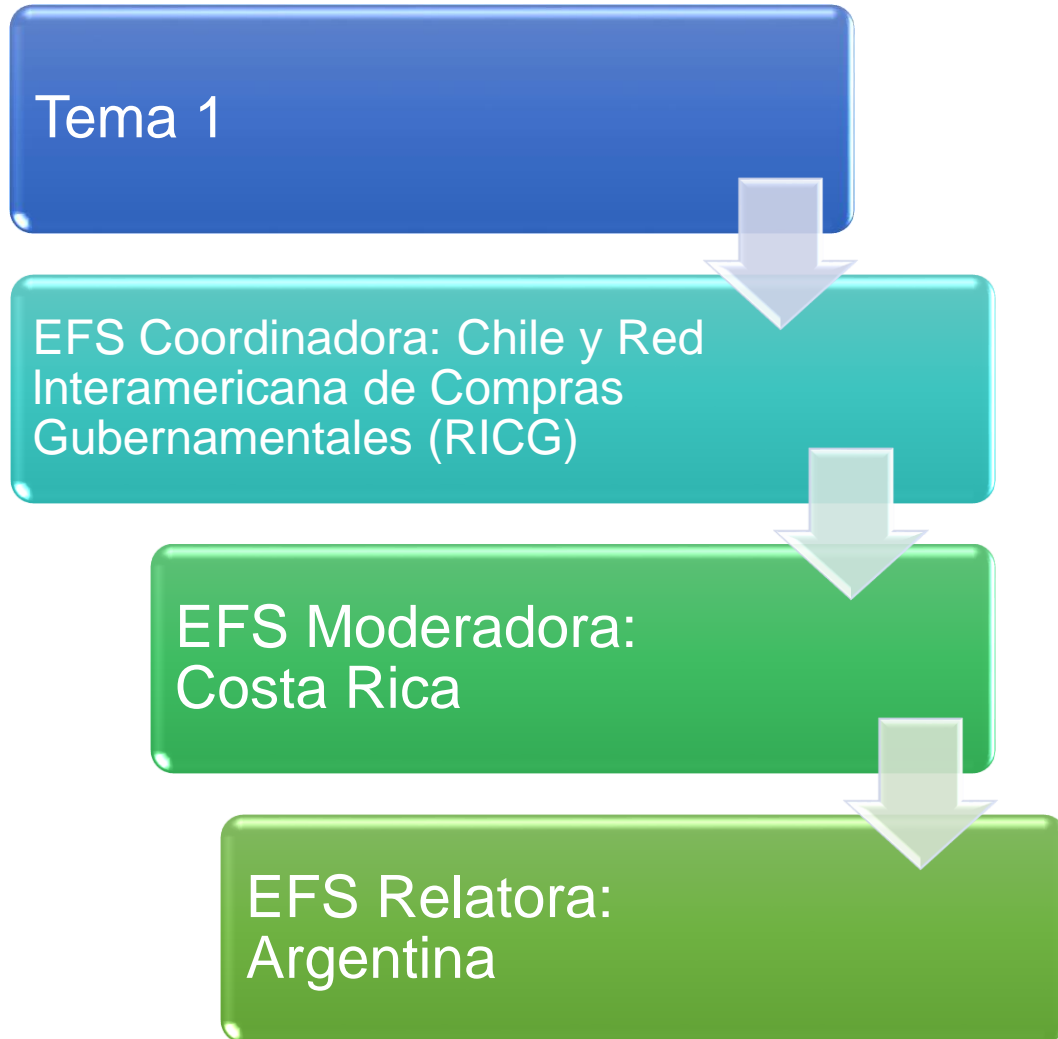 Tema 1
EFS Coordinadora: Chile y Red
Interamericana de Compras
Gubernamentales (RICG)
EFS Moderadora:
Costa Rica
EFS Relatora:
Argentina